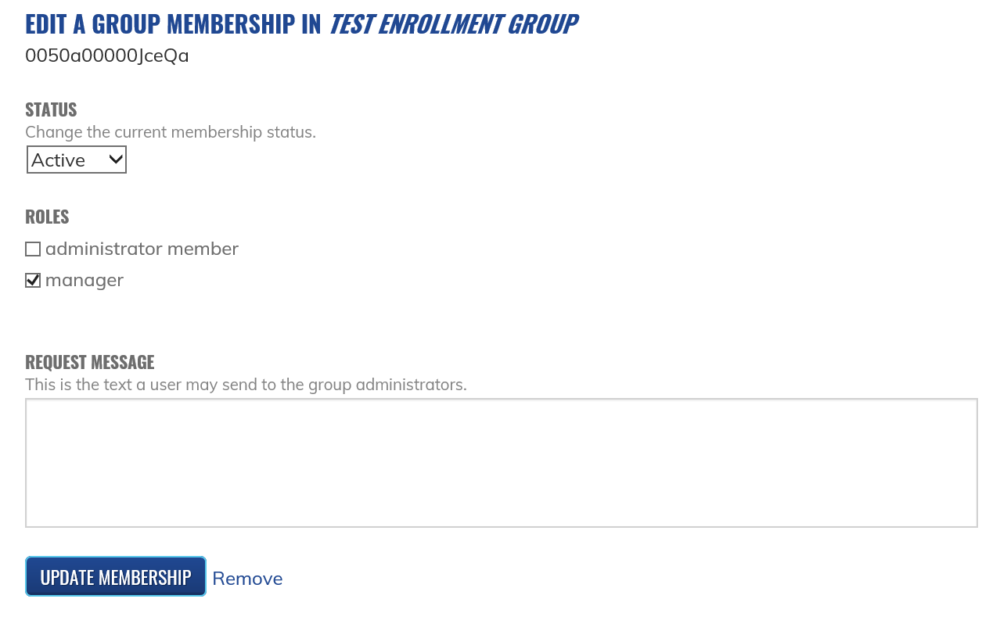 EDIT A GROUP MEMBERSHIP IN TEST ENROLLMENT GROUP
0050a00000JceQa
STATUS
Change the current membership status.
Active
ROLES
administrator member
manager
REQUEST MESSAGE
This is the text a user may send to the group administrators.
UPDATE MEMBERSHIP Remove